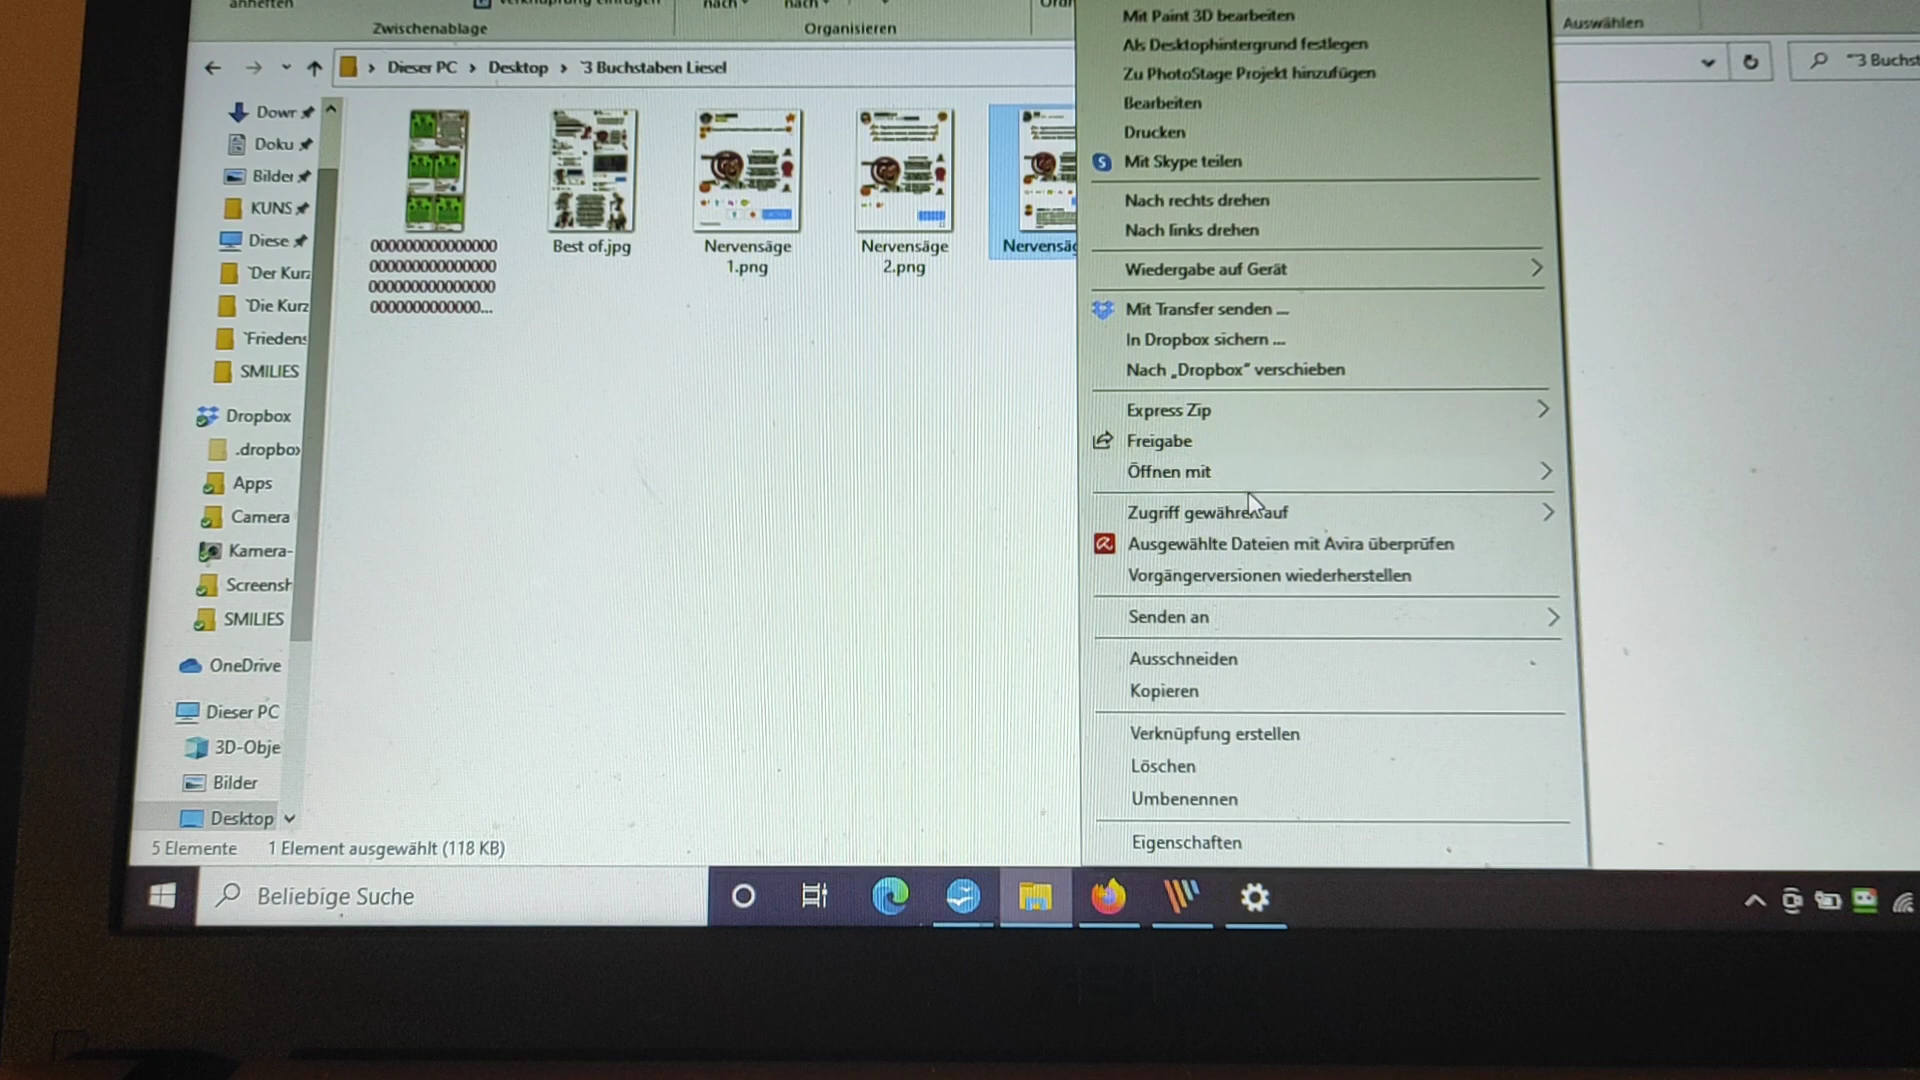 anheften
Zwischenablage
Organisieren
Auswählen
Dieser PC
Desktop
3 Buchstaben Liesel
Dowr
Doku
Bilder
KUNS
Diese
Der Kurz
Die Kurz
Friedens
SMILIES
Dropbox
.dropbox
Apps
Camera
Kamera-
Screensh
SMILIES
OneDrive
Dieser PC
3D-Obje
Bilder
Desktop
Best of.jpg
Nervensäge
1.png
Nervensäge
2.png
Nervensäg
Mit Paint 3D bearbeiten
Als Desktophintergrund festlegen
Zu PhotoStage Projekt hinzufügen
Bearbeiten
Drucken
Mit Skype teilen
Nach rechts drehen
Nach links drehen
Wiedergabe auf Gerät
Mit Transfer senden ...
In Dropbox sichern ...
Nach „Dropbox" verschieben
Express Zip
Freigabe
Öffnen mit
Zugriff gewähren auf
Ausgewählte Dateien mit Avira überprüfen
Vorgängerversionen wiederherstellen
Senden an
Ausschneiden
Kopieren
Verknüpfung erstellen
Löschen
Umbenennen
Eigenschaften
5 Elemente
1 Element ausgewählt (118 KB)
Beliebige Suche